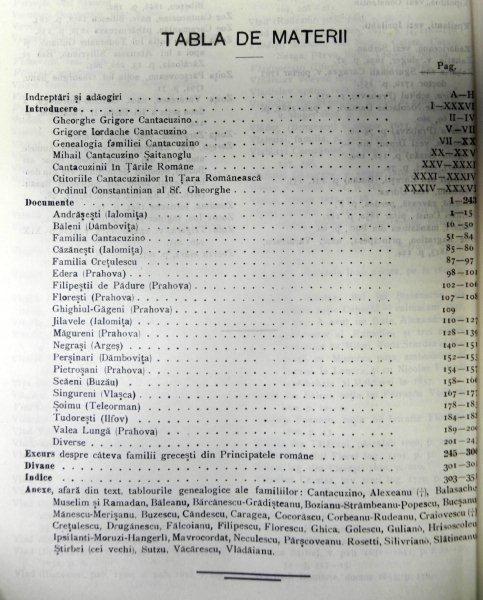 TABLA DE MATERII
Pag.
Indreptări și adăogiri A—H
Introducere I—XXXVI
Gheorghe Grigore Cantacuzino II—IV
Grigore Iordache Cantacuzino V—VII
Genealogia familiei Cantacuzino VII—XX
Mihail Cantacuzino Șaitanoglu XX—XXV
Cantacuzinii în Țările Române XXV—XXXI
Ctitoriile Cantacuzinilor în Țara Românească XXXI—XXXIV
Ordinul Constantinian al Sf. Gheorghe XXXIV—XXXVI
Documente 1—243
Andrășești (Ialomița) 1—15
Băleni (Dâmbovița) 16—50
Familia Cantacuzino 51—84
Căzănești (Ialomița) 85—86
Familia Crețulescu 87—97
Edera (Prahova) 98—101
Filipeștii de Pădure (Prahova) 102—106
Florești (Prahova) 107—108
Ghighiul-Găgeni (Prahova) 109
Jilavele (Ialomița) 110—127
Măgureni (Prahova) 128—139
Negrași (Argeș) 140—151
Perșinari (Dâmbovița) 152—153
Pietroșani (Prahova) 154—157
Scăeni (Buzău) 158—166
Singureni (Vlașca) 167—177
Șoimu (Teleorman) 178—183
Tudorești (Ilfov) 184—188
Valea Lungă (Prahova) 189—200
Diverse 201—24
Excurs despre câteva familii grecești din Principatele române 245—300
Divane 301—30
Indice 303—35
Anexe, afară din text, tablourile genealogice ale familiilor: Cantacuzino, Alexeanu (†), Balasache
Muselim și Ramadan, Băleanu, Bărcănescu-Grădișteanu, Bozianu-Strâmbeanu-Popescu, Bucșanu
Mănescu-Merișanu, Buzescu, Cândescu, Caragea, Cocorăscu, Corbeanu-Rudeanu, Craiovescu (†)
Crețulescu, Drugănescu, Fălcoianu, Filipescu, Florescu, Ghica, Golescu, Gulianò, Hrisoscoleu
Ipsilanti-Moruzi-Hangerli, Mavrocordat, Neculescu, Pârșcoveanu, Rosetti, Silivriano, Slătineanu
Știrbei (cei vechi), Sutzu, Văcărescu, Vlădăianu.